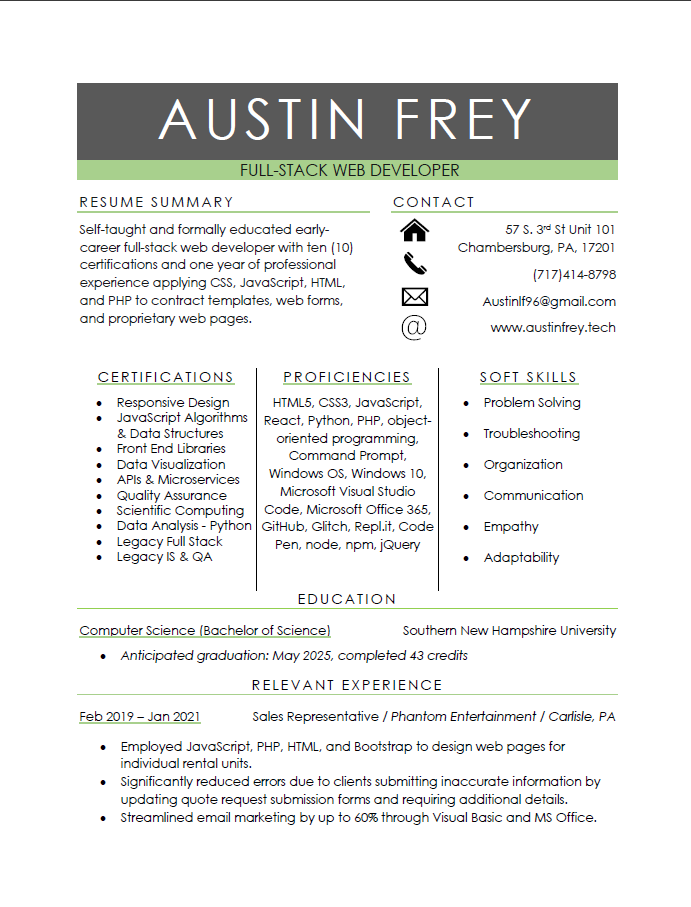 AUSTIN FREY
FULL-STACK WEB DEVELOPER
RESUME SUMMARY
Self-taught and formally educated early-
career full-stack web developer with ten (10)
certifications and one year of professional
experience applying CSS, JavaScript, HTML,
and PHP to contract templates, web forms,
and proprietary web pages.
CONTACT
57 S. 3rd St Unit 101
Chambersburg, PA, 17201
(717)414-8798
Austinlf96@gmail.com
@
www.austinfrey.tech
CERTIFICATIONS
• Responsive Design
• JavaScript Algorithms
& Data Structures
• Front End Libraries
• Data Visualization
• APIs & Microservices
• Quality Assurance
• Scientific Computing
• Data Analysis - Python
• Legacy Full Stack
• Legacy IS & QA
PROFICIENCIES
HTML5, CSS3, JavaScript,
React, Python, PHP, object-
oriented programming,
Command Prompt,
Windows OS, Windows 10,
Microsoft Visual Studio
Code, Microsoft Office 365,
GitHub, Glitch, Repl.it, Code
Pen, node, npm, jQuery
SOFT SKILLS
• Problem Solving
• Troubleshooting
• Organization
• Communication
• Empathy
• Adaptability
EDUCATION
Computer Science (Bachelor of Science) Southern New Hampshire University
• Anticipated graduation: May 2025, completed 43 credits
RELEVANT EXPERIENCE
Feb 2019 – Jan 2021 Sales Representative / Phantom Entertainment / Carlisle, PA
• Employed JavaScript, PHP, HTML, and Bootstrap to design web pages for
individual rental units.
• Significantly reduced errors due to clients submitting inaccurate information by
updating quote request submission forms and requiring additional details.
• Streamlined email marketing by up to 60% through Visual Basic and MS Office.